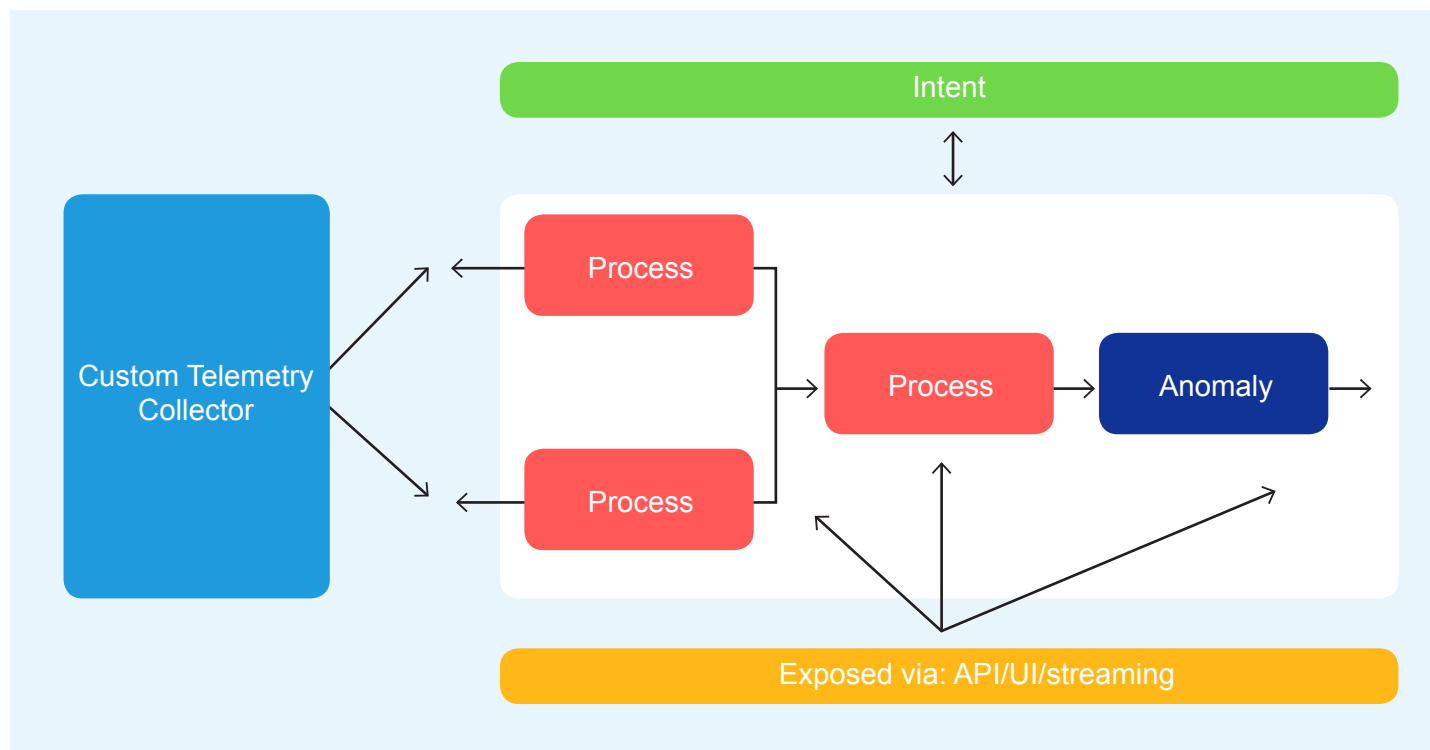 Intent
Process
Custom Telemetry
Collector
Process
Anomaly
Process
Exposed via: API/UI/streaming